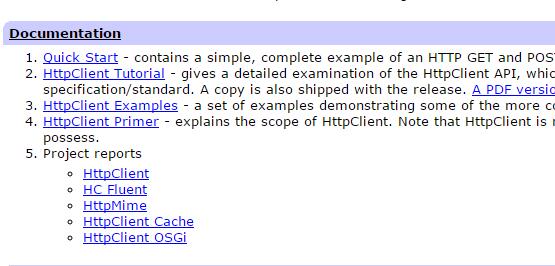 Documentation
1. Quick Start - contains a simple, complete example of an HTTP GET and POS
2. HttpClient Tutorial - gives a detailed examination of the HttpClient API, whic
specification/standard. A copy is also shipped with the release. A PDF versio
3. HttpClient Examples - a set of examples demonstrating some of the more co
4. HttpClient Primer - explains the scope of HttpClient. Note that HttpClient is
possess.
5. Project reports
HttpClient
HC Fluent
HttpMime
HttpClient Cache
HttpClient OSGi